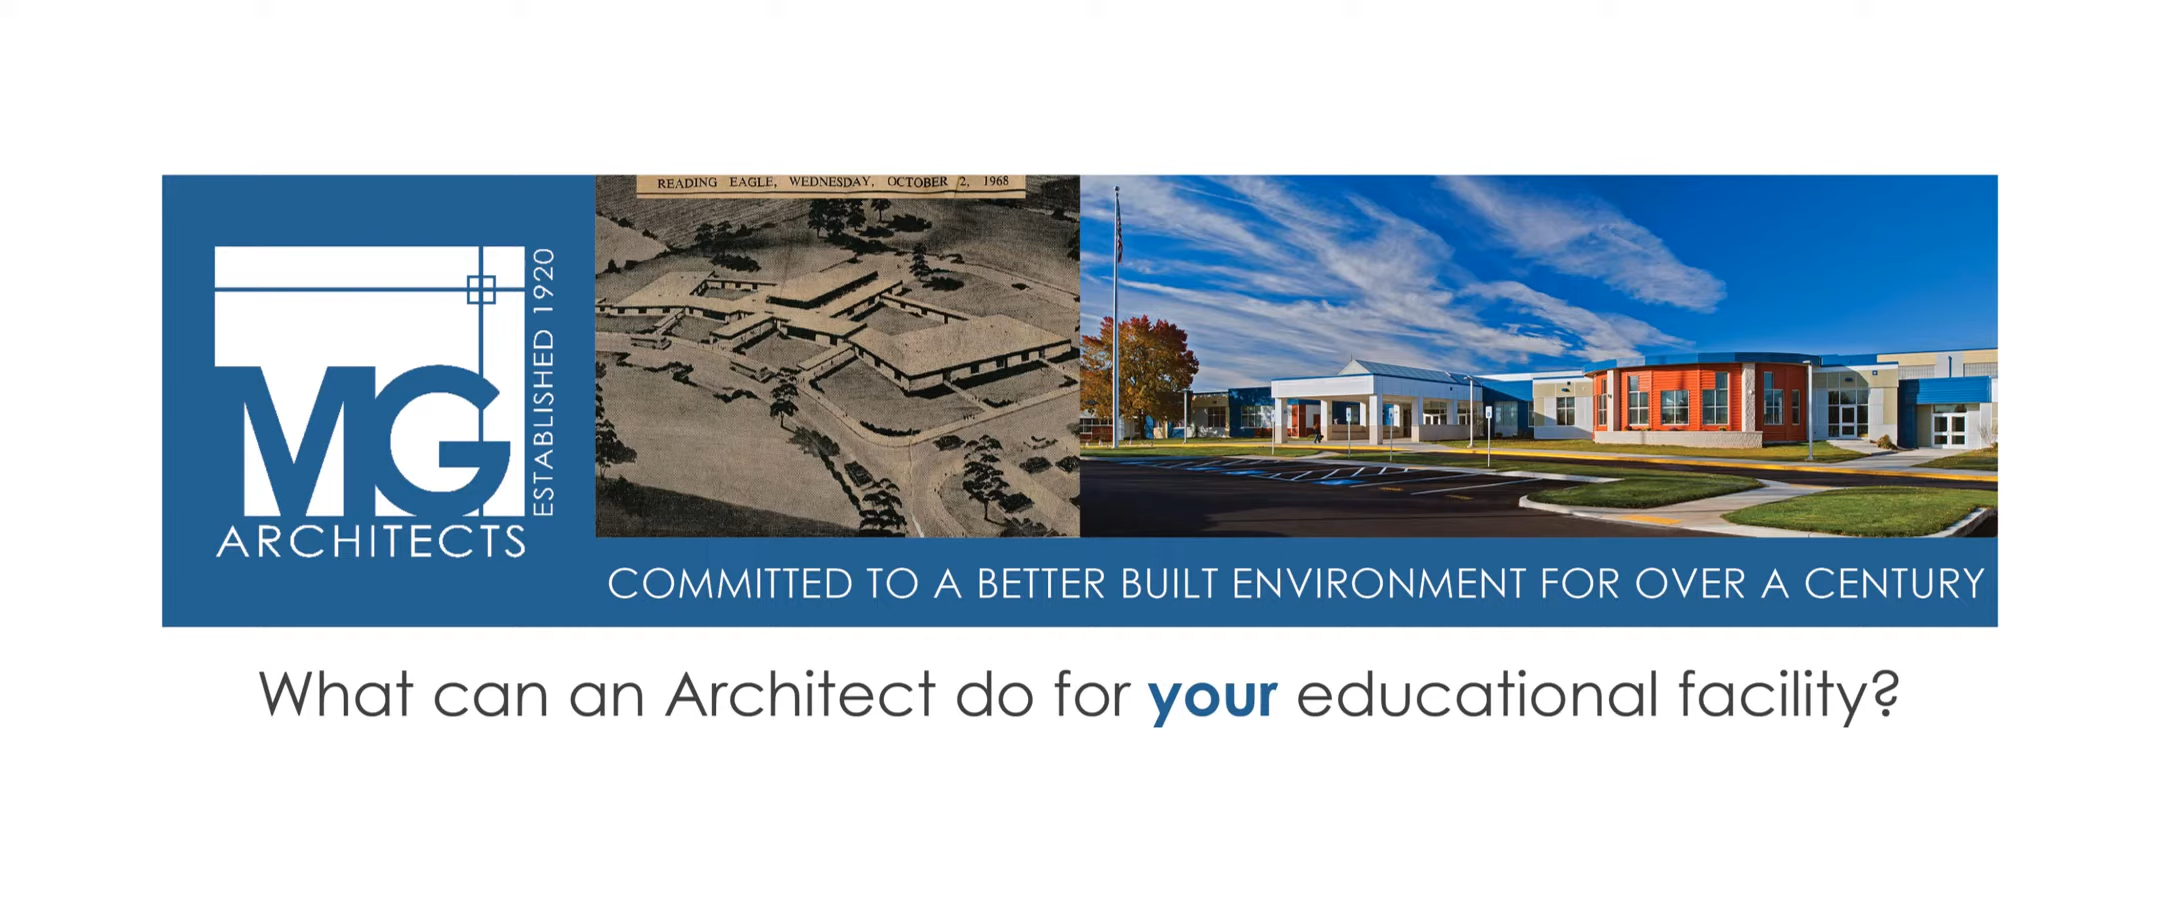 MG
ARCHITECTS
ESTABLISHED 1920
READING EAGLE, WEDNESDAY, OCTOBER 2, 1968
COMMITTED TO A BETTER BUILT ENVIRONMENT FOR OVER A CENTURY
What can an Architect do for your educational facility?